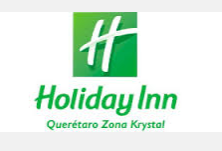 H
Holiday Inn
Querétaro Zona Krystal